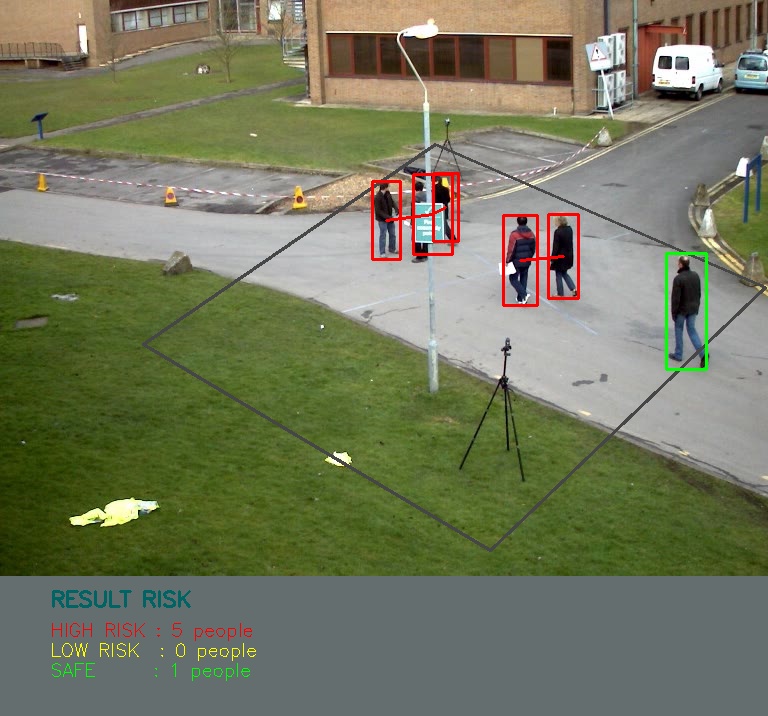 RESULT RISK
HIGH RISK : 5 people
LOW RISK : 0 people
SAFE : 1 people